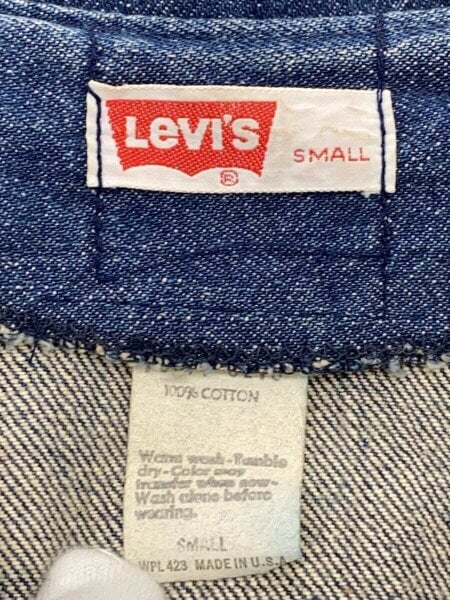 Levi's
®
SMALL
100% COTTON
Warm wash-Tumble
dry-Color may
transfer when new-
Wash alone before
wearing.
SMALL
WPL 423 MADE IN U.S.A